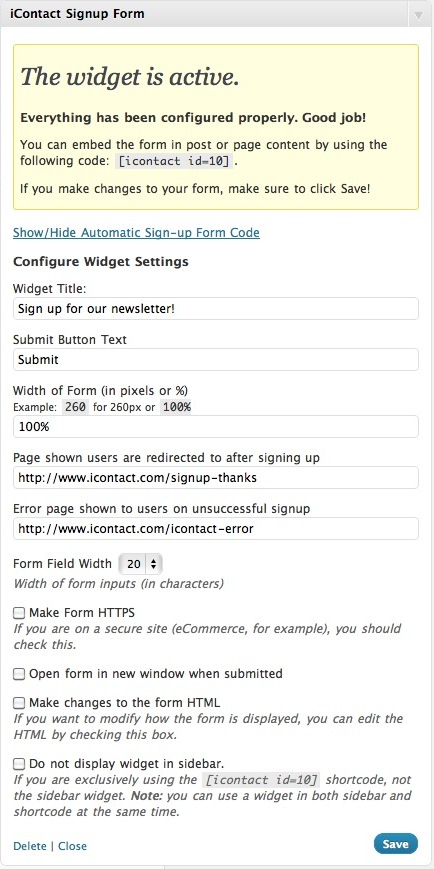 iContact Signup Form
The widget is active.
Everything has been configured properly. Good job!
You can embed the form in post or page content by using the
following code: [icontact id=10].
If you make changes to your form, make sure to click Save!
Show/Hide Automatic Sign-up Form Code
Configure Widget Settings
Widget Title:
Sign up for our newsletter!
Submit Button Text
Submit
Width of Form (in pixels or %)
Example: 260 for 260px or 100%
100%
Page shown users are redirected to after signing up
http://www.icontact.com/signup-thanks
Error page shown to users on unsuccessful signup
http://www.icontact.com/icontact-error
Form Field Width 20
Width of form inputs (in characters)
Make Form HTTPS
If you are on a secure site (eCommerce, for example), you should
check this.
Open form in new window when submitted
Make changes to the form HTML
If you want to modify how the form is displayed, you can edit the
HTML by checking this box.
Do not display widget in sidebar.
If you are exclusively using the [icontact id=10] shortcode, not
the sidebar widget. Note: you can use a widget in both sidebar and
shortcode at the same time.
Delete | Close
Save